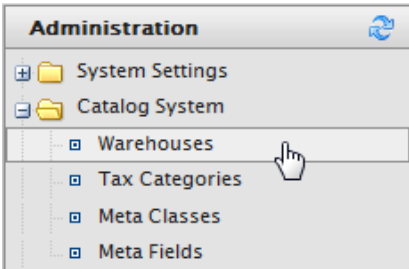 Administration
System Settings
Catalog System
Warehouses
Tax Categories
Meta Classes
Meta Fields